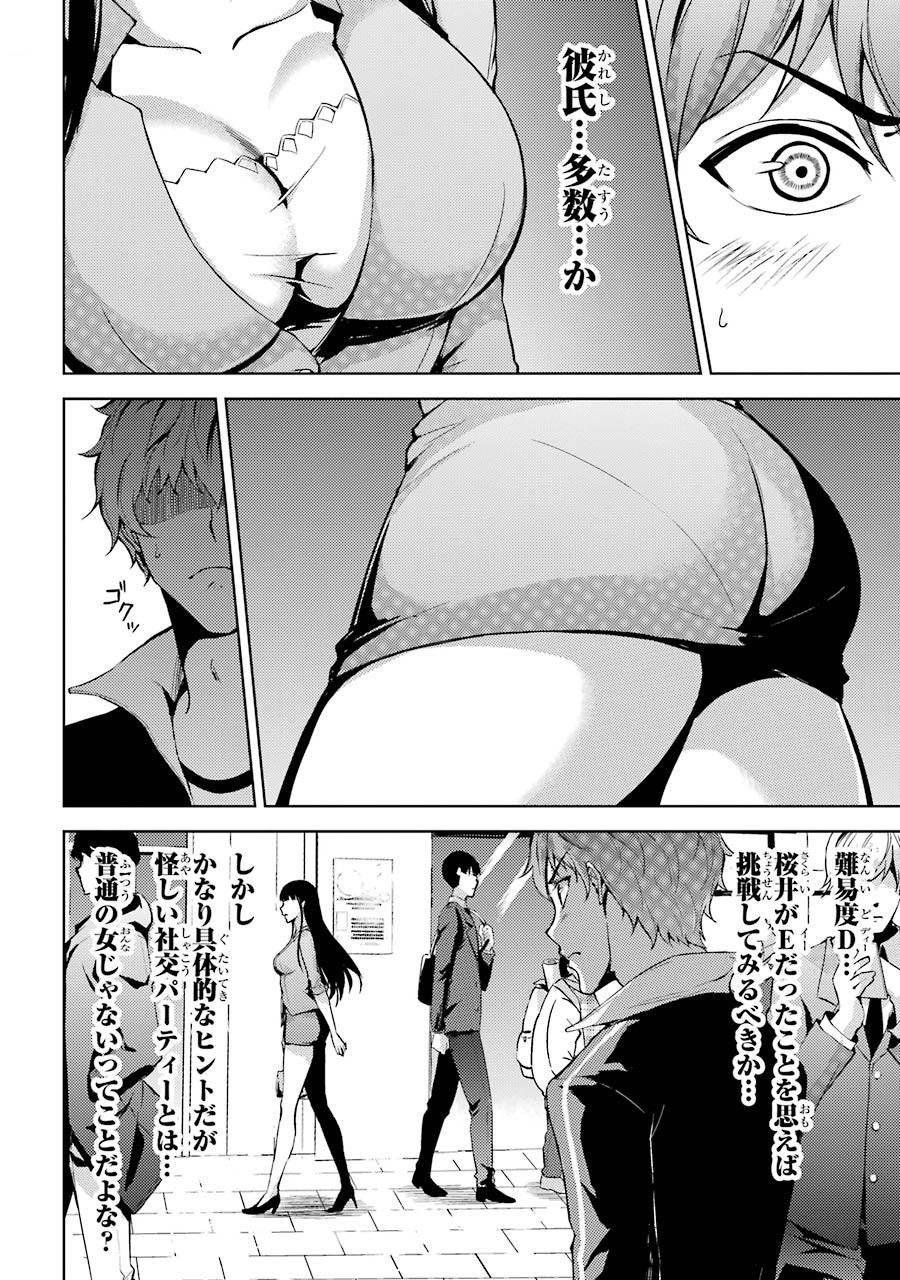 彼氏…多数…か
ゴクッ
難易度D…
桜井がEだったことを思えば
挑戦してみるべきか…
しかし
かなり具体的なヒントだが
怪しい社交パーティーとは…
普通の女じゃないってことだよな?